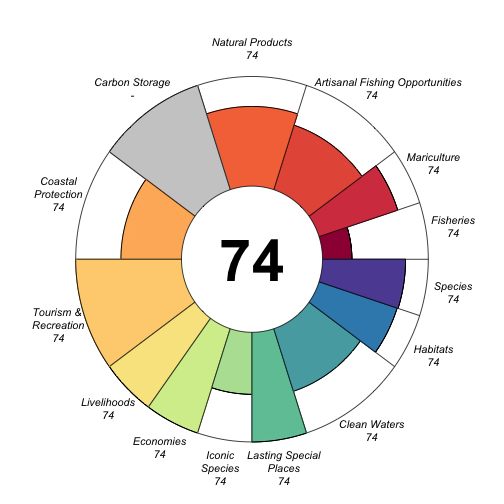 Natural Products
74
Carbon Storage
-
Artisanal Fishing Opportunities
74
Mariculture
74
Coastal
Protection
74
Fisheries
74
74
Species
74
Tourism &
Recreation
74
Habitats
74
Livelihoods
74
Clean Waters
74
Economies
74
Iconic
Species
74
Lasting Special
Places
74